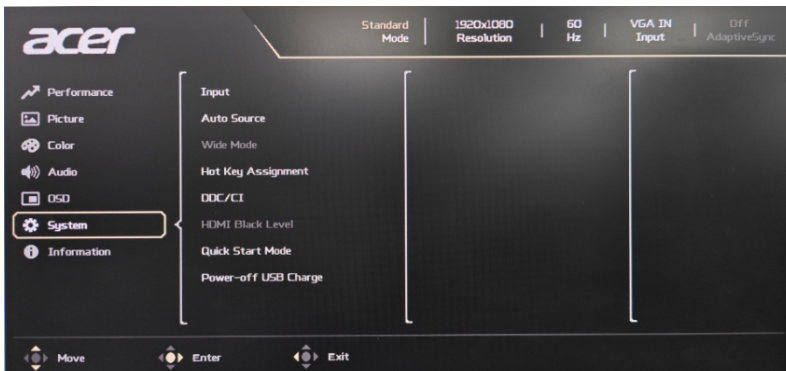 acer
Standard Mode
1920x1080 Resolution
60 Hz
VGA IN Input
Off AdaptiveSync
Performance
Picture
Color
Audio
OSD
System
Information
Input
Auto Source
Wide Mode
Hot Key Assignment
DDC/CI
HDMI Black Level
Quick Start Mode
Power-off USB Charge
Move
Enter
Exit